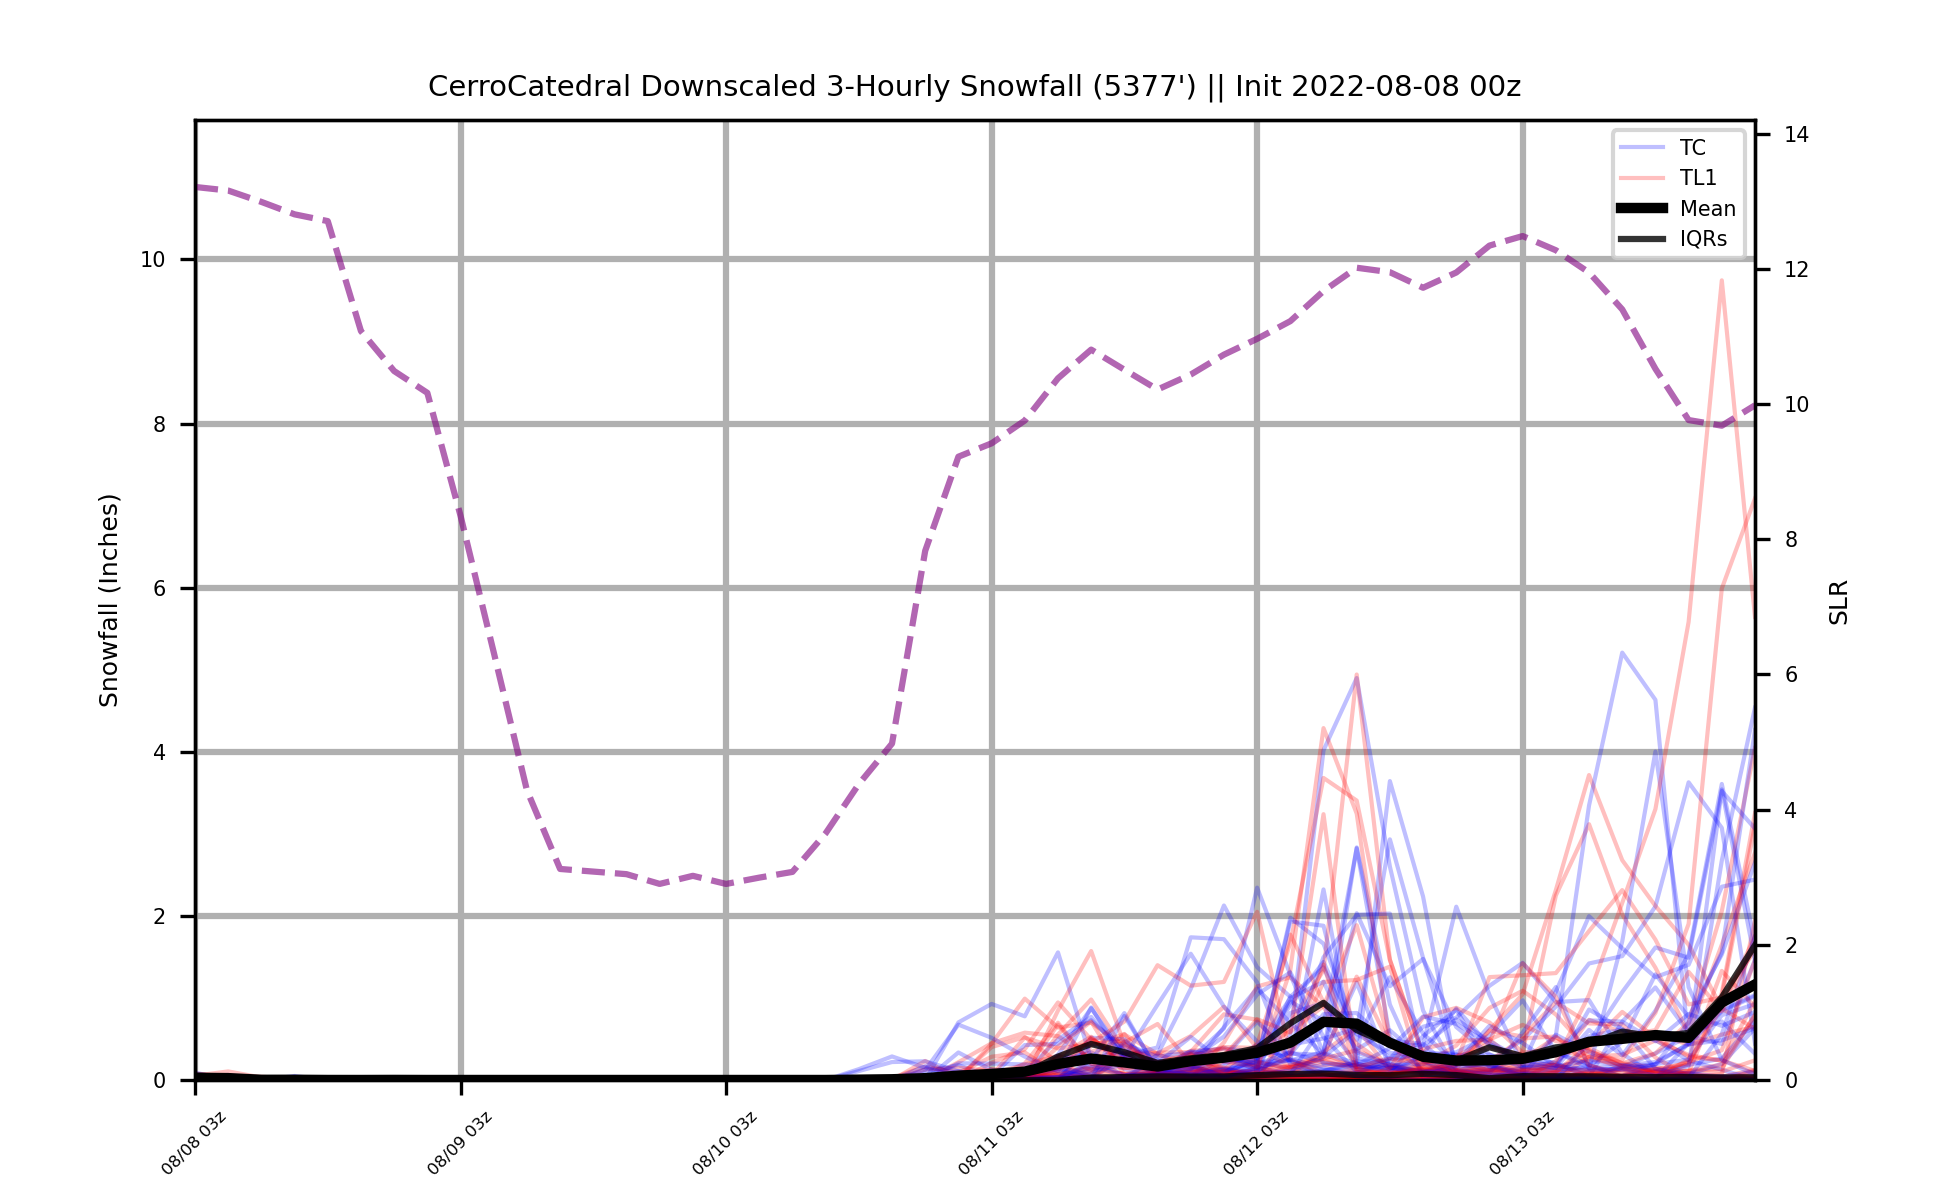 CerroCatedral Downscaled 3-Hourly Snowfall (5377') || Init 2022-08-08 00z
TC
TL1
Mean
IQRs
Snowfall (Inches)
10
8
6
4
2
0
SLR
14
12
10
8
6
4
2
0
08/08 03z
08/09 03z
08/10 03z
08/11 03z
08/12 03z
08/13 03z